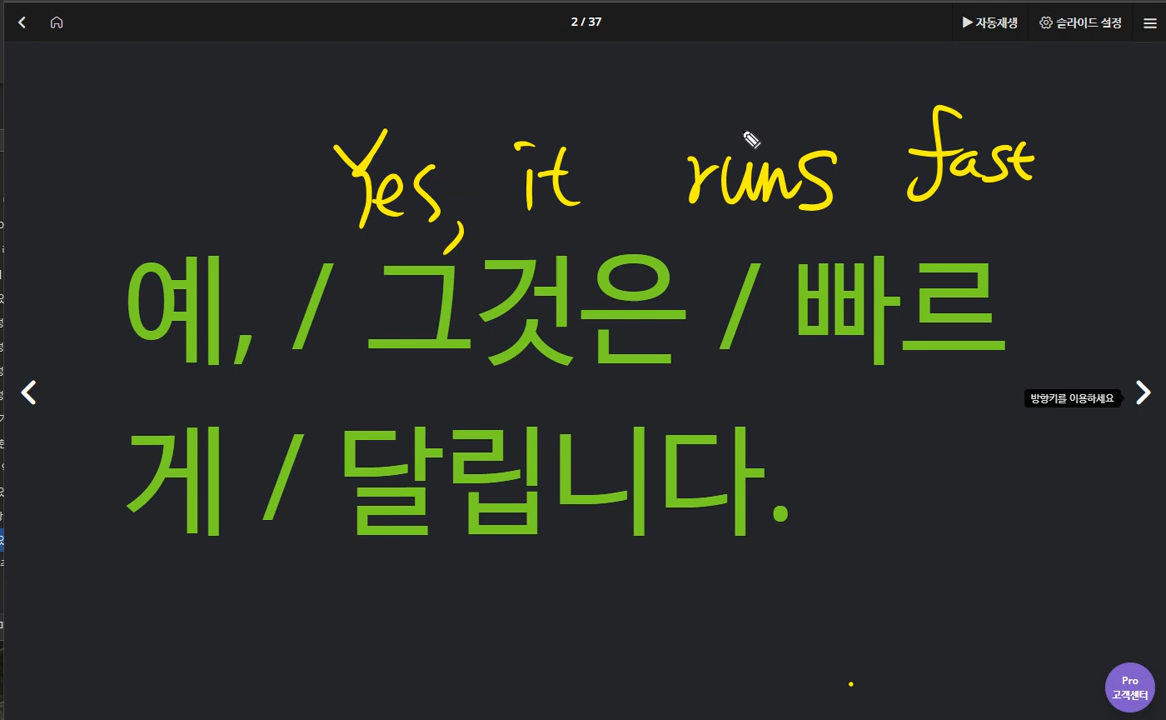 2 / 37
자동재생
슬라이드 설정
Yes, it runs fast
예, / 그것은 / 빠르
게 / 달립니다.
방향키를 이용하세요
Pro
고객센터